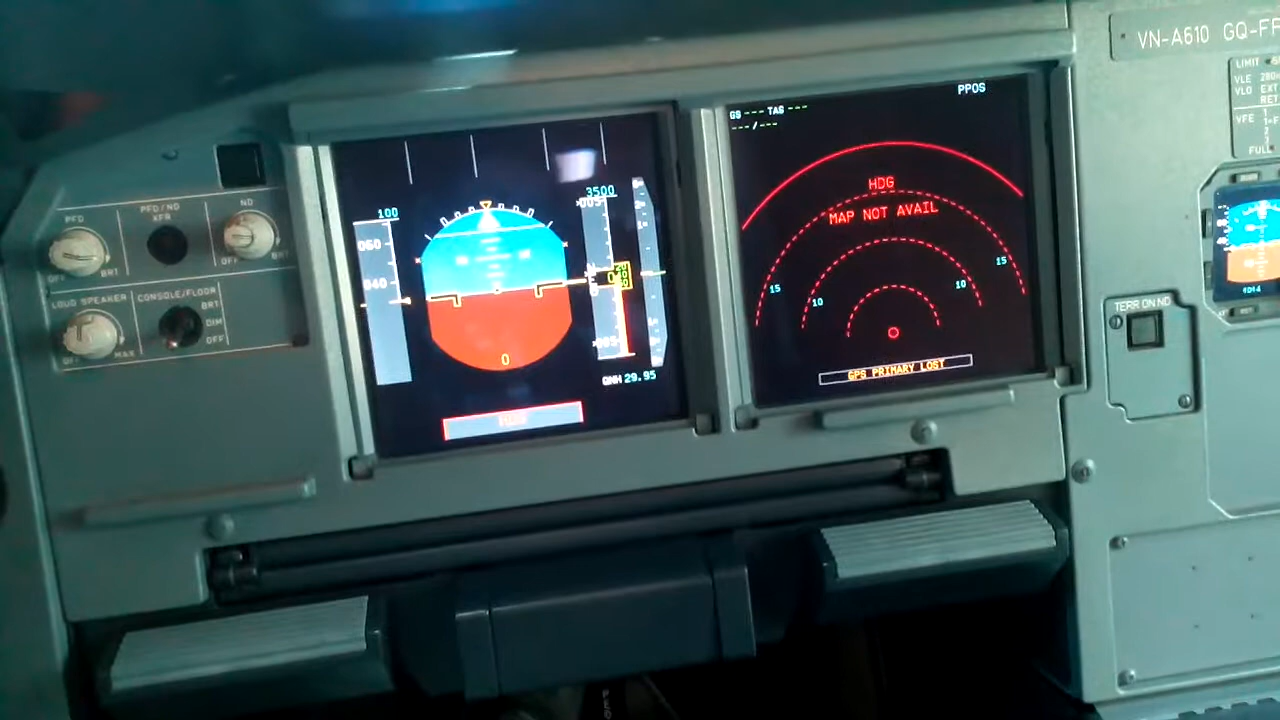 VN-A610 GQ-FF
LIMIT
VLE 280
VLO EXT
RET
VFE 1
1+F
2
3
FULL
PFD
OFF BRT
PFD/ND
XFR
ND
OFF BRT
LOUD SPEAKER
OFF MAX
CONSOLE/FLOOR
BRT
DIM
OFF
100
060
040
3500
005
0
QNH 29.95
GS --- TAS ---
---/---
PPOS
HDG
MAP NOT AVAIL
15
10
10
15
GPS PRIMARY LOST
TERR ON ND